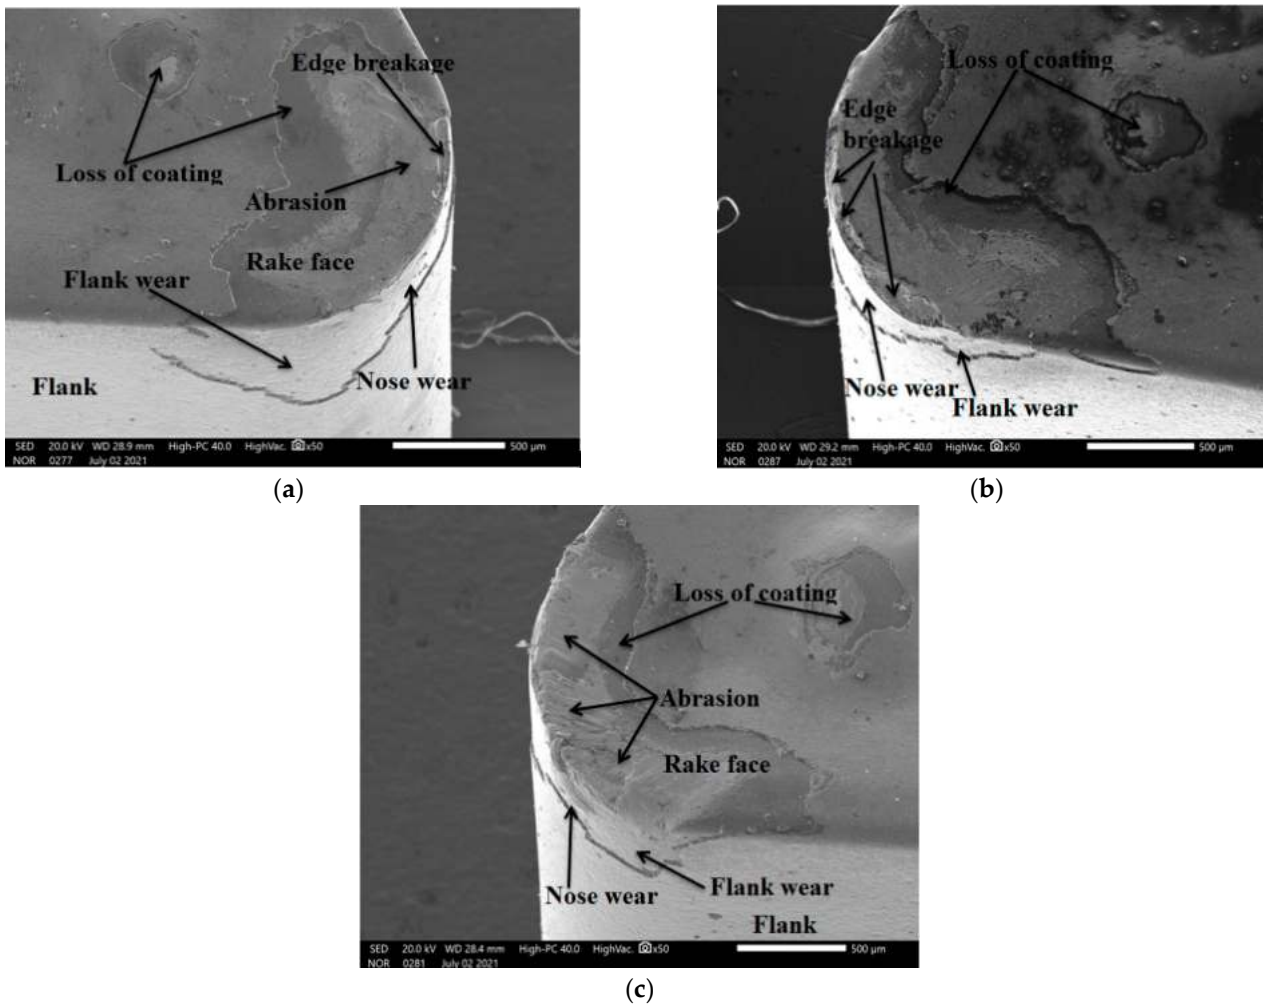 Edge breakage
Loss of coating
Abrasion
Rake face
Flank wear
Nose wear
Flank
SED 20.0 kV WD 28.9 mm High-PC 40.0 HighVac. x50 500 µm
NOR 0277 July 02 2021
(a)
Loss of coating
Edge
breakage
Nose wear
Flank wear
SED 20.0 kV WD 29.2 mm High-PC 40.0 HighVac. x50 500 µm
NOR 0287 July 02 2021
(b)
Loss of coating
Abrasion
Rake face
Nose wear
Flank wear
Flank
SED 20.0 kV WD 28.4 mm High-PC 40.0 HighVac. x50 500 µm
NOR 0281 July 02 2021
(c)